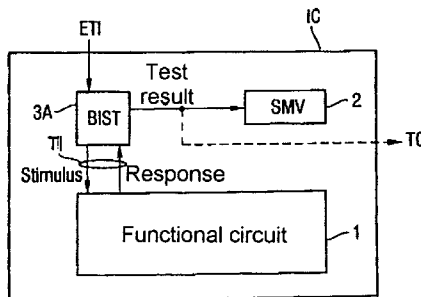 ETI
IC
Test
result
3A
BIST
SMV
2
TI
TO
Stimulus
Response
Functional circuit
1